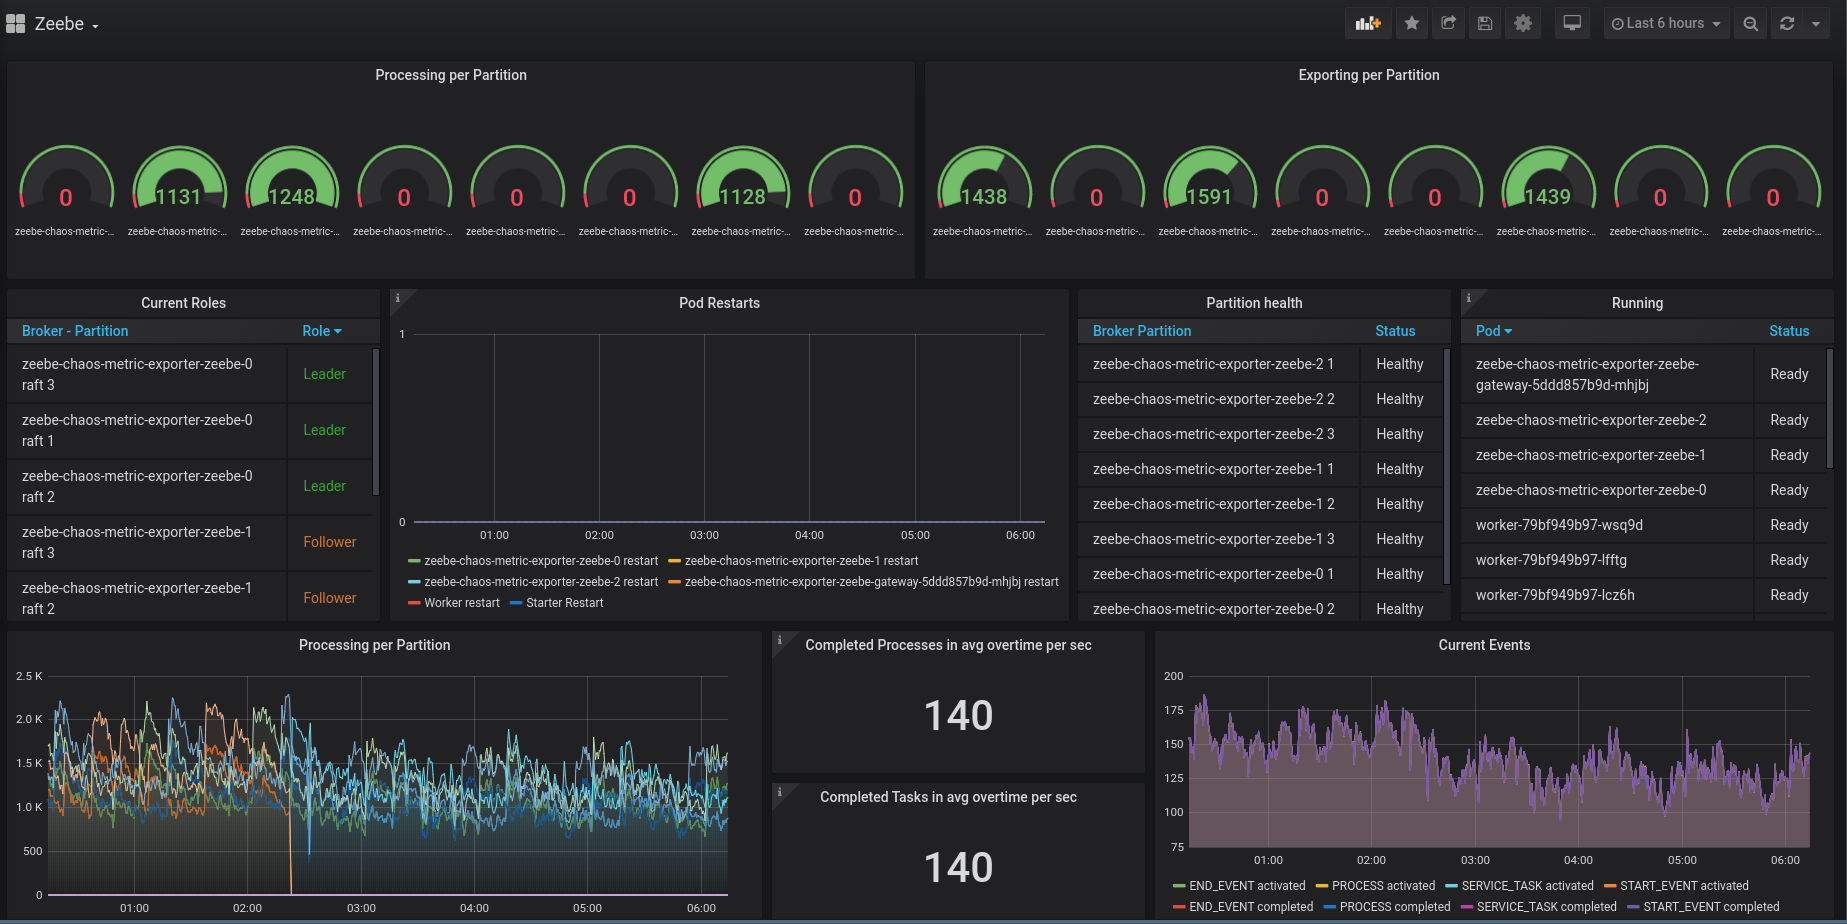 Zeebe
Last 6 hours
Processing per Partition
0 1131 1248 0 0 0 1128 0
zeebe-chaos-metric-... zeebe-chaos-metric-... zeebe-chaos-metric-... zeebe-chaos-metric-... zeebe-chaos-metric-... zeebe-chaos-metric-... zeebe-chaos-metric-... zeebe-chaos-metric-...
Exporting per Partition
1438 0 1591 0 0 1439 0 0
zeebe-chaos-metric-... zeebe-chaos-metric-... zeebe-chaos-metric-... zeebe-chaos-metric-... zeebe-chaos-metric-... zeebe-chaos-metric-... zeebe-chaos-metric-... zeebe-chaos-metric-...
Current Roles
Broker - Partition Role
zeebe-chaos-metric-exporter-zeebe-0
raft 3
Leader
zeebe-chaos-metric-exporter-zeebe-0
raft 1
Leader
zeebe-chaos-metric-exporter-zeebe-0
raft 2
Leader
zeebe-chaos-metric-exporter-zeebe-1
raft 3
Follower
zeebe-chaos-metric-exporter-zeebe-1
raft 2
Follower
i
Pod Restarts
1
0
01:00 02:00 03:00 04:00 05:00 06:00
zeebe-chaos-metric-exporter-zeebe-0 restart zeebe-chaos-metric-exporter-zeebe-1 restart
zeebe-chaos-metric-exporter-zeebe-2 restart zeebe-chaos-metric-exporter-zeebe-gateway-5ddd857b9d-mhjbj restart
Worker restart Starter Restart
Partition health
Broker Partition Status
zeebe-chaos-metric-exporter-zeebe-2 1 Healthy
zeebe-chaos-metric-exporter-zeebe-2 2 Healthy
zeebe-chaos-metric-exporter-zeebe-2 3 Healthy
zeebe-chaos-metric-exporter-zeebe-1 1 Healthy
zeebe-chaos-metric-exporter-zeebe-1 2 Healthy
zeebe-chaos-metric-exporter-zeebe-1 3 Healthy
zeebe-chaos-metric-exporter-zeebe-0 1 Healthy
zeebe-chaos-metric-exporter-zeebe-0 2 Healthy
i
Running
Pod Status
zeebe-chaos-metric-exporter-zeebe-
gateway-5ddd857b9d-mhjbj
Ready
zeebe-chaos-metric-exporter-zeebe-2 Ready
zeebe-chaos-metric-exporter-zeebe-1 Ready
zeebe-chaos-metric-exporter-zeebe-0 Ready
worker-79bf949b97-wsq9d Ready
worker-79bf949b97-lfftg Ready
worker-79bf949b97-lcz6h Ready
Processing per Partition
2.5 K
2.0 K
1.5 K
1.0 K
500
0
01:00 02:00 03:00 04:00 05:00 06:00
i
Completed Processes in avg overtime per sec
140
i
Completed Tasks in avg overtime per sec
140
Current Events
200
175
150
125
100
75
01:00 02:00 03:00 04:00 05:00 06:00
END_EVENT activated PROCESS activated SERVICE_TASK activated START_EVENT activated
END_EVENT completed PROCESS completed SERVICE_TASK completed START_EVENT completed